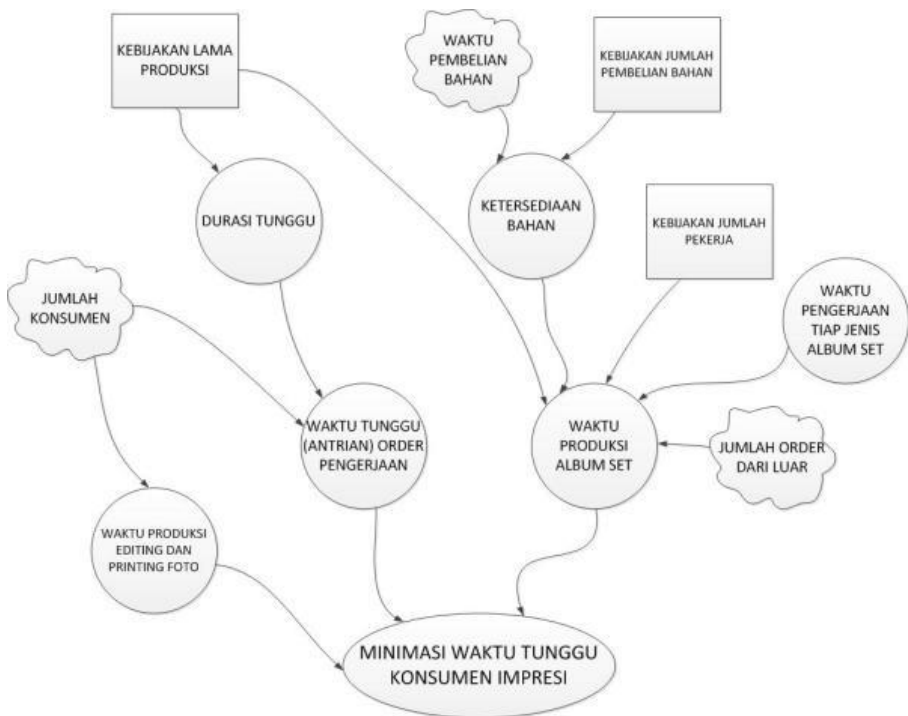 KEBIJAKAN LAMA
PRODUKSI
WAKTU
PEMBELIAN
BAHAN
KEBIJAKAN JUMLAH
PEMBELIAN BAHAN
DURASI TUNGGU
KETERSEDIAAN
BAHAN
KEBIJAKAN JUMLAH
PEKERJA
JUMLAH
KONSUMEN
WAKTU
PENGERJAAN
TIAP JENIS
ALBUM SET
WAKTU TUNGGU
(ANTRIAN) ORDER
PENGERJAAN
WAKTU
PRODUKSI
ALBUM SET
JUMLAH ORDER
DARI LUAR
WAKTU PRODUKSI
EDITING DAN
PRINTING FOTO
MINIMASI WAKTU TUNGGU
KONSUMEN IMPRESI